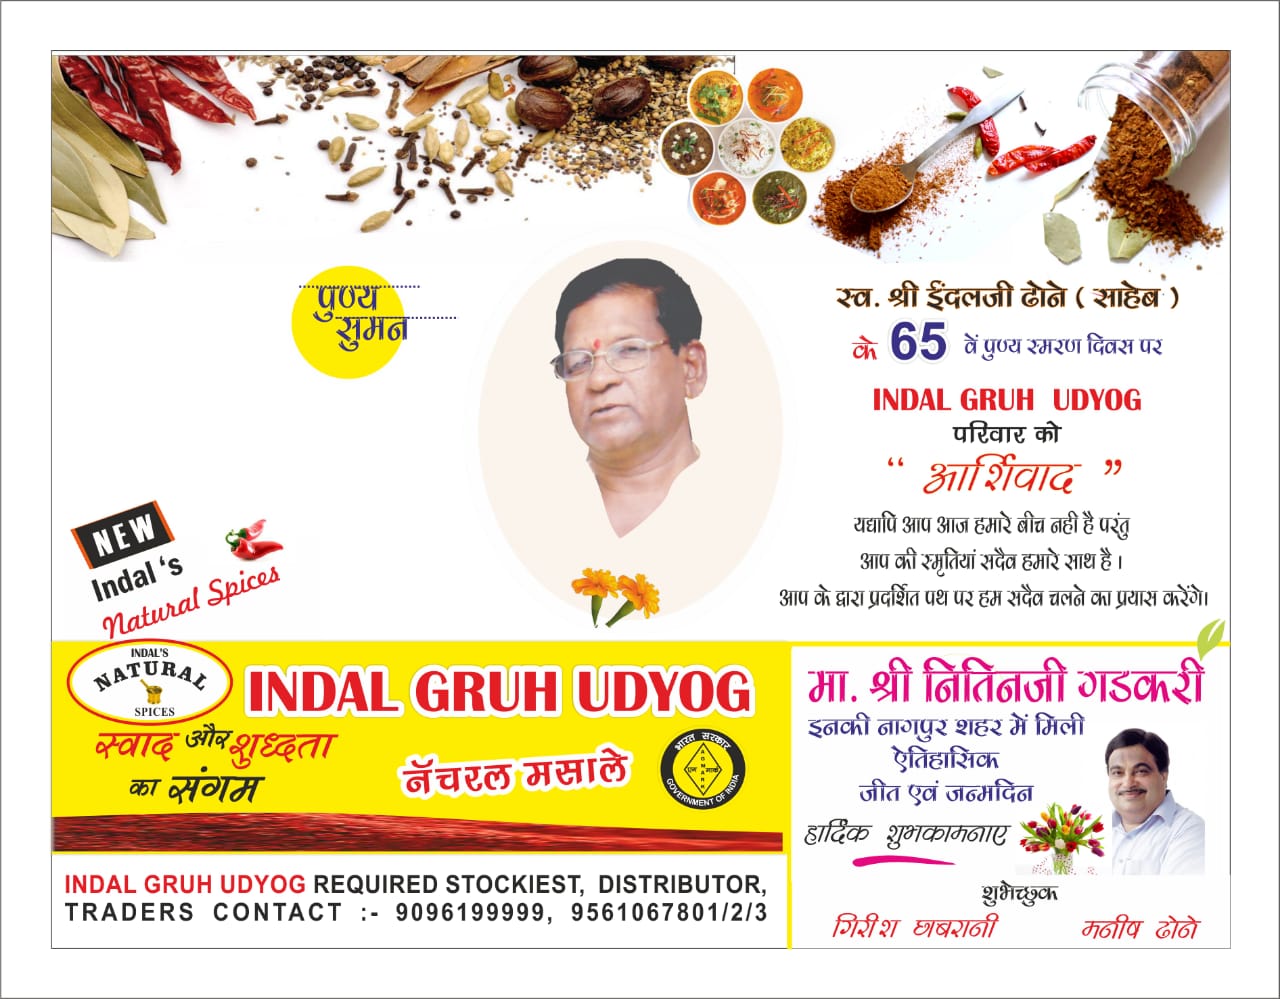 पुण्य
सुमन
स्व. श्री ईंदलजी ढोने ( साहेब )
के 65 वें पुण्य स्मरण दिवस पर
INDAL GRUH UDYOG
परिवार को
“ आर्शिवाद ”
यद्यापि आप आज हमारे बीच नही है परंतु
आप की स्मृतियां सदैव हमारे साथ है ।
आप के द्वारा प्रदर्शित पथ पर हम सदैव चलने का प्रयास करेंगे।
NEW
Indal ‘s
Natural Spices
INDAL'S
NATURAL
SPICES
INDAL GRUH UDYOG
स्वाद और शुध्दता
का संगम
नॅचरल मसाले
भारत सरकार
एग मार्क
AGMARK
GOVERNMENT OF INDIA
INDAL GRUH UDYOG REQUIRED STOCKIEST, DISTRIBUTOR,
TRADERS CONTACT :- 9096199999, 9561067801/2/3
मा. श्री नितिनजी गडकरी
इनकी नागपुर शहर में मिली
ऐतिहासिक
जीत एवं जन्मदिन
हार्दिक शुभकामनाए
शुभेच्छुक
गिरीश छाबरानी
मनीष ढोने